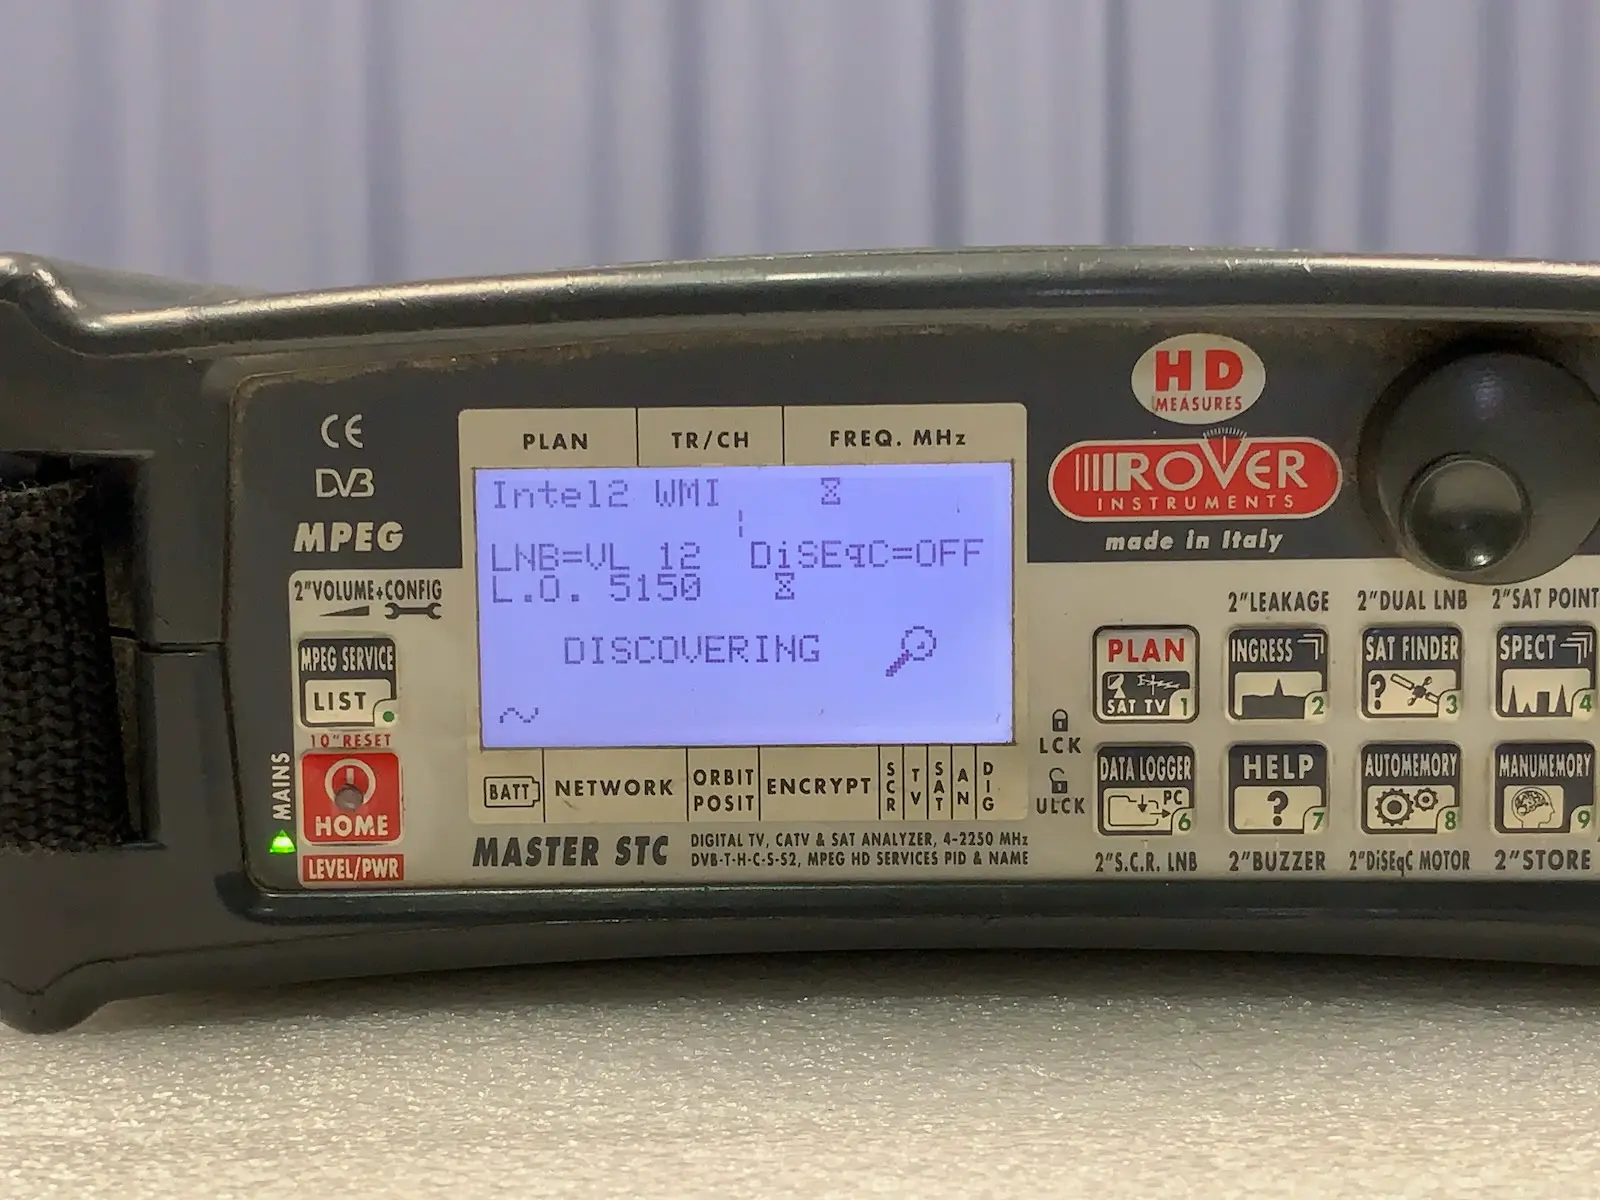 HD
MEASURES
ROVER
INSTRUMENTS
made in Italy
CE
DVB
MPEG
PLAN TR/CH FREQ. MHz
Intel2 WMI
LNB=VL 12 DiSEqC=OFF
L.O. 5150
DISCOVERING
BATT NETWORK ORBIT POSIT ENCRYPT SCR TV SAT AN DIG
MASTER STC
DIGITAL TV, CATV & SAT ANALYZER, 4-2250 MHz
DVB-T-H-C-S-S2, MPEG HD SERVICES PID & NAME
2"VOLUME+CONFIG
MPEG SERVICE
LIST
10"RESET
MAINS
HOME
LEVEL/PWR
LCK
ULCK
2"LEAKAGE 2"DUAL LNB 2"SAT POINT
PLAN INGRESS SAT FINDER SPECT
SAT TV 1 2 ? 3 4
DATA LOGGER HELP AUTOMEMORY MANUMEMORY
PC 6 ? 7 8 9
2"S.C.R. LNB 2"BUZZER 2"DiSEqC MOTOR 2"STORE